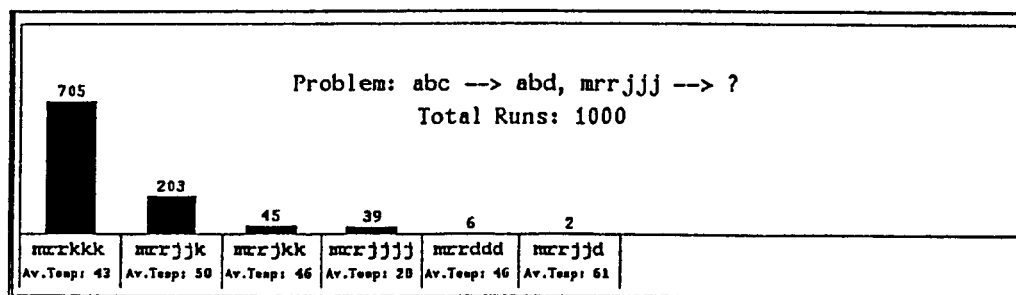 Problem: abc --> abd, mrrjjj --> ?
Total Runs: 1000
705
203
45
39
6
2
mrrkkk mrrjjk mrrjkk mrrjjjj mrrddd mrrjjd
Av.Temp: 43 Av.Temp: 50 Av.Temp: 46 Av.Temp: 20 Av.Temp: 46 Av.Temp: 61